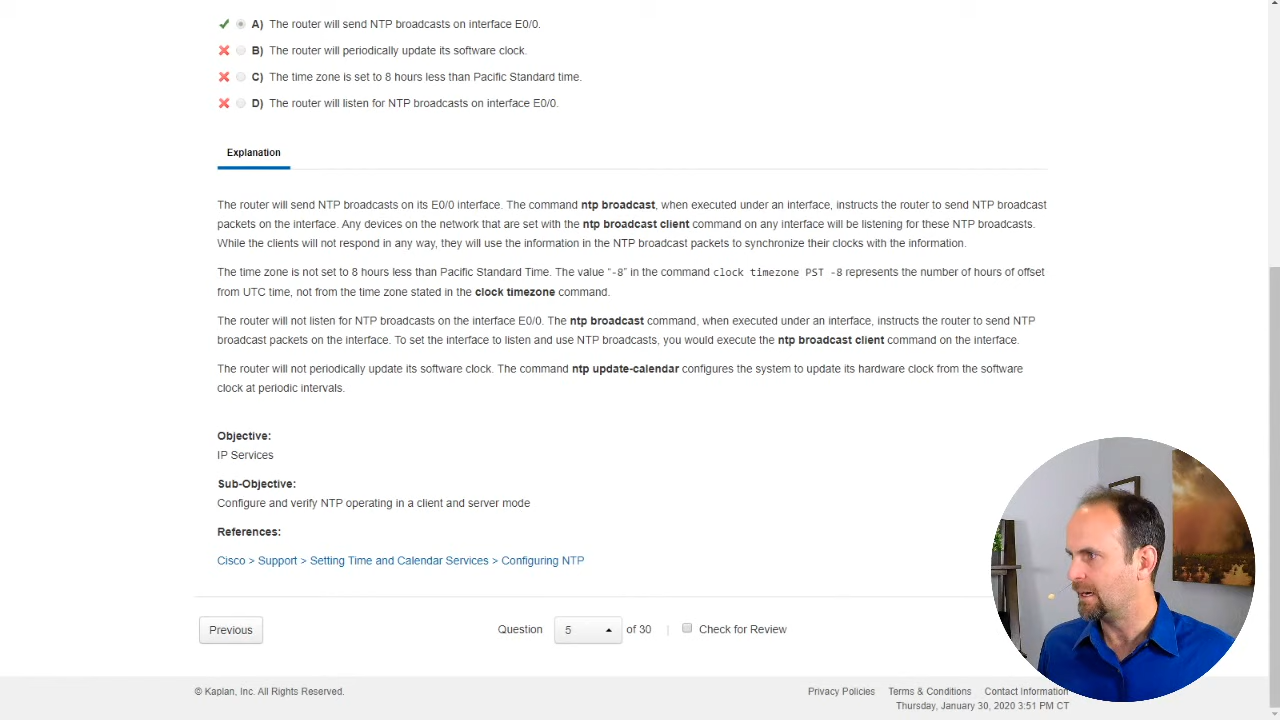 A) The router will send NTP broadcasts on interface E0/0.
B) The router will periodically update its software clock.
C) The time zone is set to 8 hours less than Pacific Standard time.
D) The router will listen for NTP broadcasts on interface E0/0.
Explanation
The router will send NTP broadcasts on its E0/0 interface. The command ntp broadcast, when executed under an interface, instructs the router to send NTP broadcast
packets on the interface. Any devices on the network that are set with the ntp broadcast client command on any interface will be listening for these NTP broadcasts.
While the clients will not respond in any way, they will use the information in the NTP broadcast packets to synchronize their clocks with the information.
The time zone is not set to 8 hours less than Pacific Standard Time. The value "-8" in the command clock timezone PST -8 represents the number of hours of offset
from UTC time, not from the time zone stated in the clock timezone command.
The router will not listen for NTP broadcasts on the interface E0/0. The ntp broadcast command, when executed under an interface, instructs the router to send NTP
broadcast packets on the interface. To set the interface to listen and use NTP broadcasts, you would execute the ntp broadcast client command on the interface.
The router will not periodically update its software clock. The command ntp update-calendar configures the system to update its hardware clock from the software
clock at periodic intervals.
Objective:
IP Services
Sub-Objective:
Configure and verify NTP operating in a client and server mode
References:
Cisco > Support > Setting Time and Calendar Services > Configuring NTP
Previous
Question 5 of 30 | Check for Review
© Kaplan, Inc. All Rights Reserved.
Privacy Policies Terms & Conditions Contact Information
Thursday, January 30, 2020 3:51 PM CT